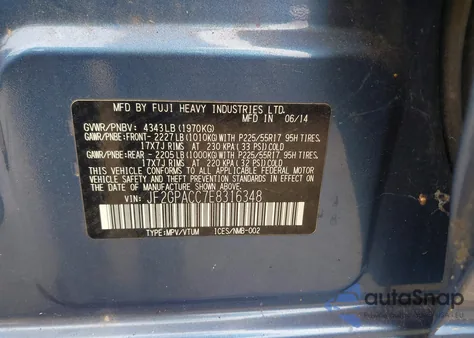 MFD BY FUJI HEAVY INDUSTRIES LTD.
MFD IN 06/14
GVWR/PNBV: 4343LB(1970KG)
GAWR/PNBE:FRONT- 2227LB(1010KG)WITH P225/55R17 95H TIRES,
17X7J RIMS AT 230 KPA(33 PSI)COLD
GAWR/PNBE:REAR - 2205LB(1000KG)WITH P225/55R17 95H TIRES,
17X7J RIMS AT 220 KPA(32 PSI)COLD
THIS VEHICLE CONFORMS TO ALL APPLICABLE FEDERAL
MOTOR VEHICLE SAFETY, BUMPER, AND THEFT PREVENTION
STANDARDS IN EFFECT ON THE DATE OF MANUFACTURE
SHOWN ABOVE.
VIN: JF2GPACC7E8316348
TYPE:MPV/VTUM ICES/NMB-002
autoSnap